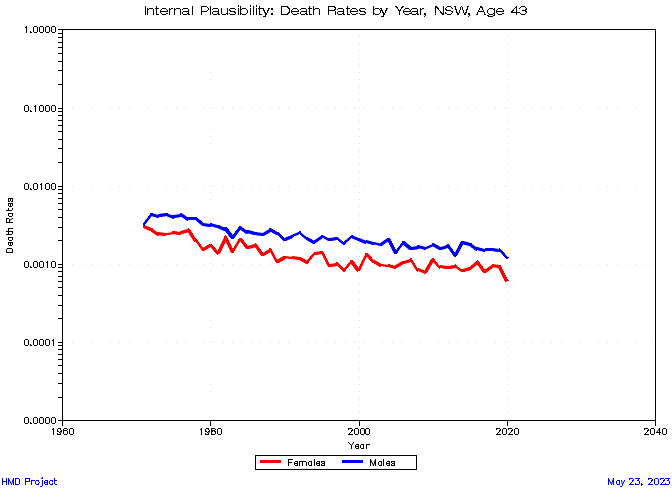 Internal Plausibility: Death Rates by Year, NSW, Age 43
1.0000
0.1000
0.0100
0.0010
0.0001
0.0000
Death Rates
1960
1980
2000
2020
2040
Year
Females
Males
HMD Project
May 23, 2023